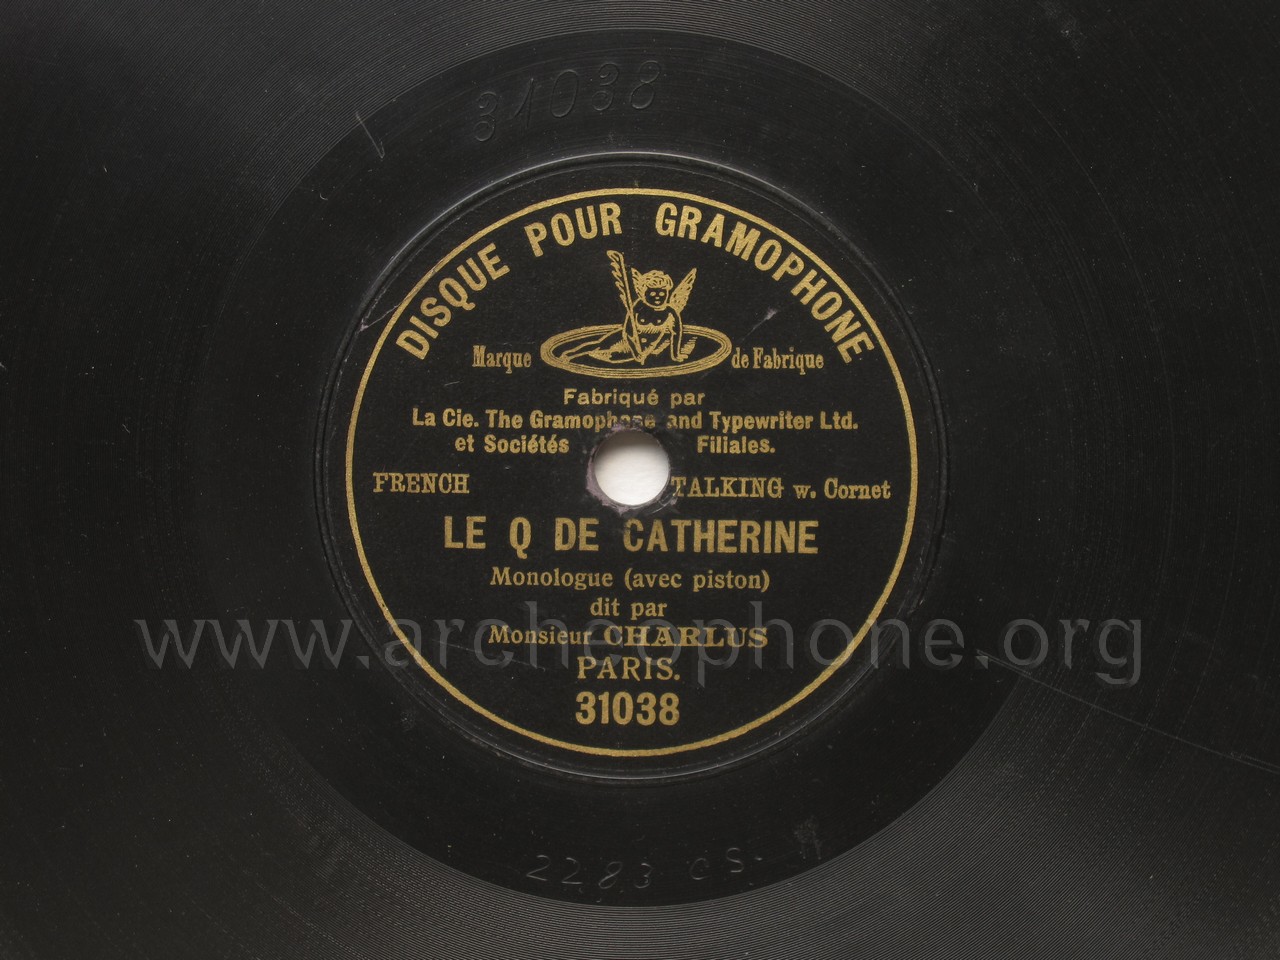 31038
DISQUE POUR GRAMOPHONE
Marque de Fabrique
Fabriqué par
La Cie. The Gramophone and Typewriter Ltd.
et Sociétés Filiales.
FRENCH TALKING w. Cornet
LE Q DE CATHERINE
Monologue (avec piston)
dit par
www.archeophone.org
Monsieur CHARLUS
PARIS.
31038
2283